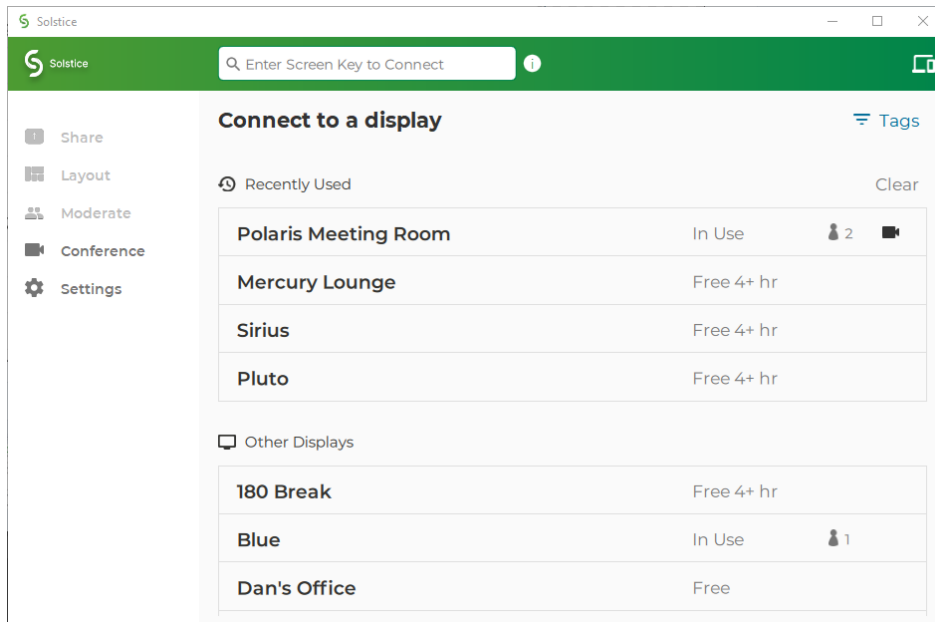 Solstice
Solstice
Enter Screen Key to Connect
Share
Layout
Moderate
Conference
Settings
Connect to a display
Tags
Recently Used
Clear
Polaris Meeting Room In Use 2
Mercury Lounge Free 4+ hr
Sirius Free 4+ hr
Pluto Free 4+ hr
Other Displays
180 Break Free 4+ hr
Blue In Use 1
Dan's Office Free